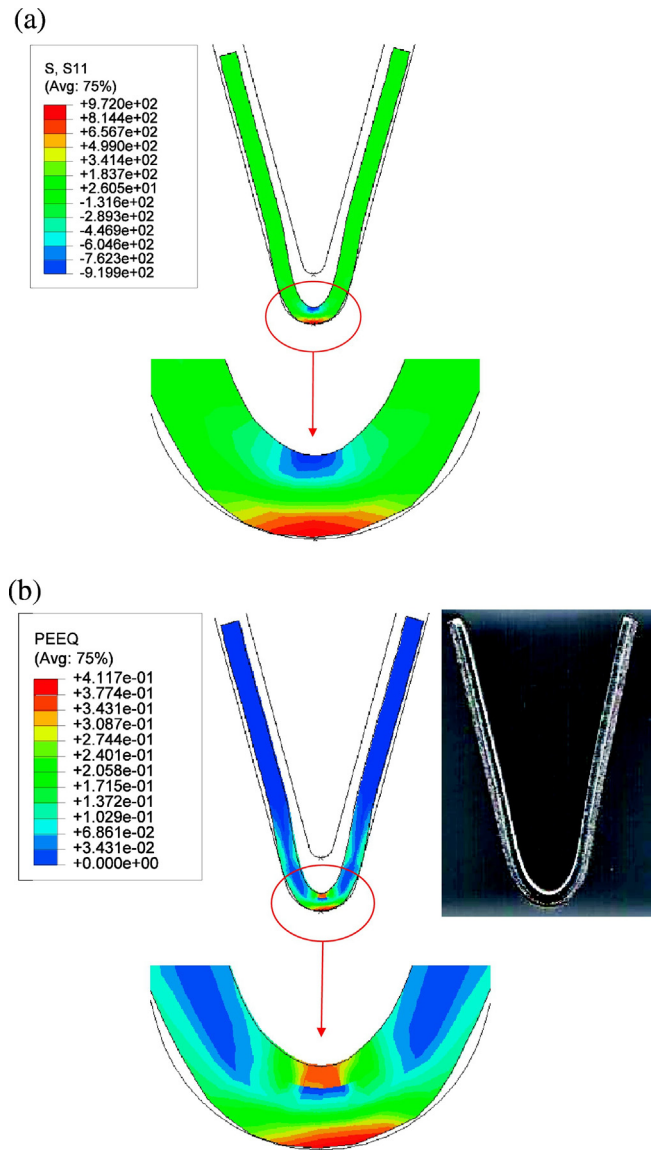 (a)
S, S11
(Avg: 75%)
+9.720e+02
+8.144e+02
+6.567e+02
+4.990e+02
+3.414e+02
+1.837e+02
+2.605e+01
-1.316e+02
-2.893e+02
-4.469e+02
-6.046e+02
-7.623e+02
-9.199e+02
(b)
PEEQ
(Avg: 75%)
+4.117e-01
+3.774e-01
+3.431e-01
+3.087e-01
+2.744e-01
+2.401e-01
+2.058e-01
+1.715e-01
+1.372e-01
+1.029e-01
+6.861e-02
+3.431e-02
+0.000e+00